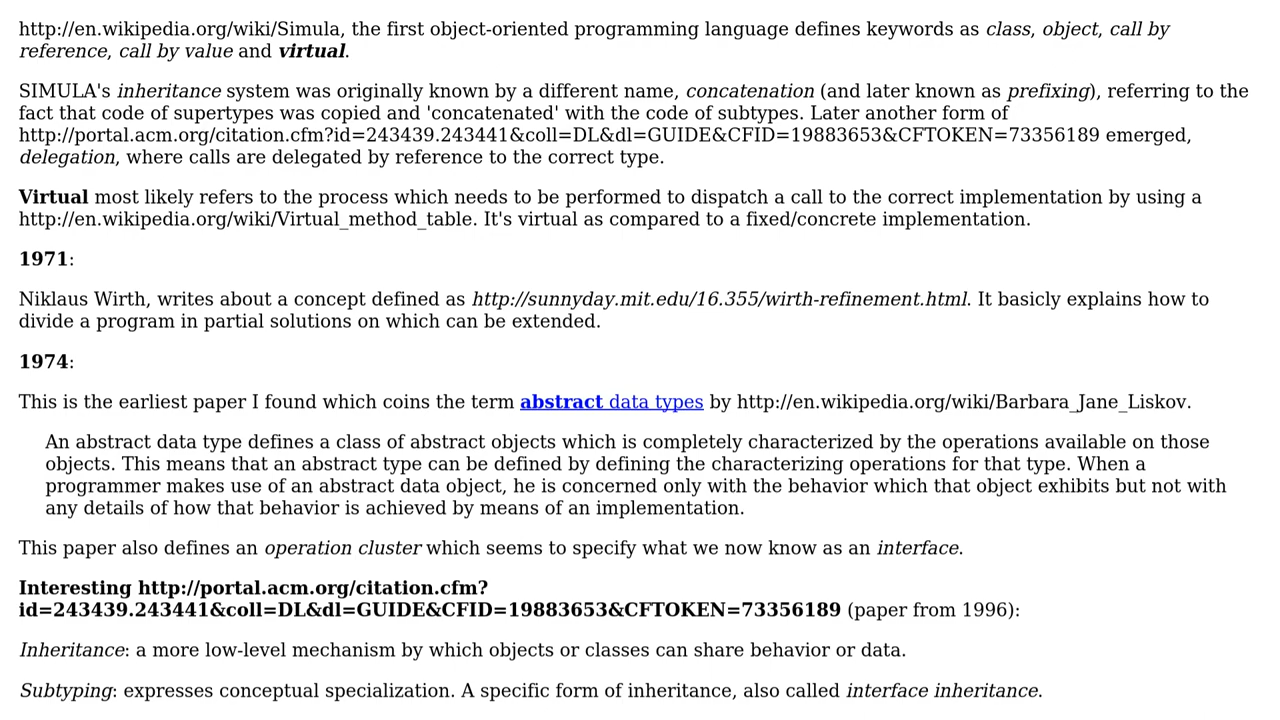 http://en.wikipedia.org/wiki/Simula, the first object-oriented programming language defines keywords as class, object, call by
reference, call by value and virtual.
SIMULA's inheritance system was originally known by a different name, concatenation (and later known as prefixing), referring to the
fact that code of supertypes was copied and 'concatenated' with the code of subtypes. Later another form of
http://portal.acm.org/citation.cfm?id=243439.243441&coll=DL&dl=GUIDE&CFID=19883653&CFTOKEN=73356189 emerged,
delegation, where calls are delegated by reference to the correct type.
Virtual most likely refers to the process which needs to be performed to dispatch a call to the correct implementation by using a
http://en.wikipedia.org/wiki/Virtual_method_table. It's virtual as compared to a fixed/concrete implementation.
1971:
Niklaus Wirth, writes about a concept defined as http://sunnyday.mit.edu/16.355/wirth-refinement.html. It basicly explains how to
divide a program in partial solutions on which can be extended.
1974:
This is the earliest paper I found which coins the term abstract data types by http://en.wikipedia.org/wiki/Barbara_Jane_Liskov.
An abstract data type defines a class of abstract objects which is completely characterized by the operations available on those
objects. This means that an abstract type can be defined by defining the characterizing operations for that type. When a
programmer makes use of an abstract data object, he is concerned only with the behavior which that object exhibits but not with
any details of how that behavior is achieved by means of an implementation.
This paper also defines an operation cluster which seems to specify what we now know as an interface.
Interesting http://portal.acm.org/citation.cfm?
id=243439.243441&coll=DL&dl=GUIDE&CFID=19883653&CFTOKEN=73356189 (paper from 1996):
Inheritance: a more low-level mechanism by which objects or classes can share behavior or data.
Subtyping: expresses conceptual specialization. A specific form of inheritance, also called interface inheritance.